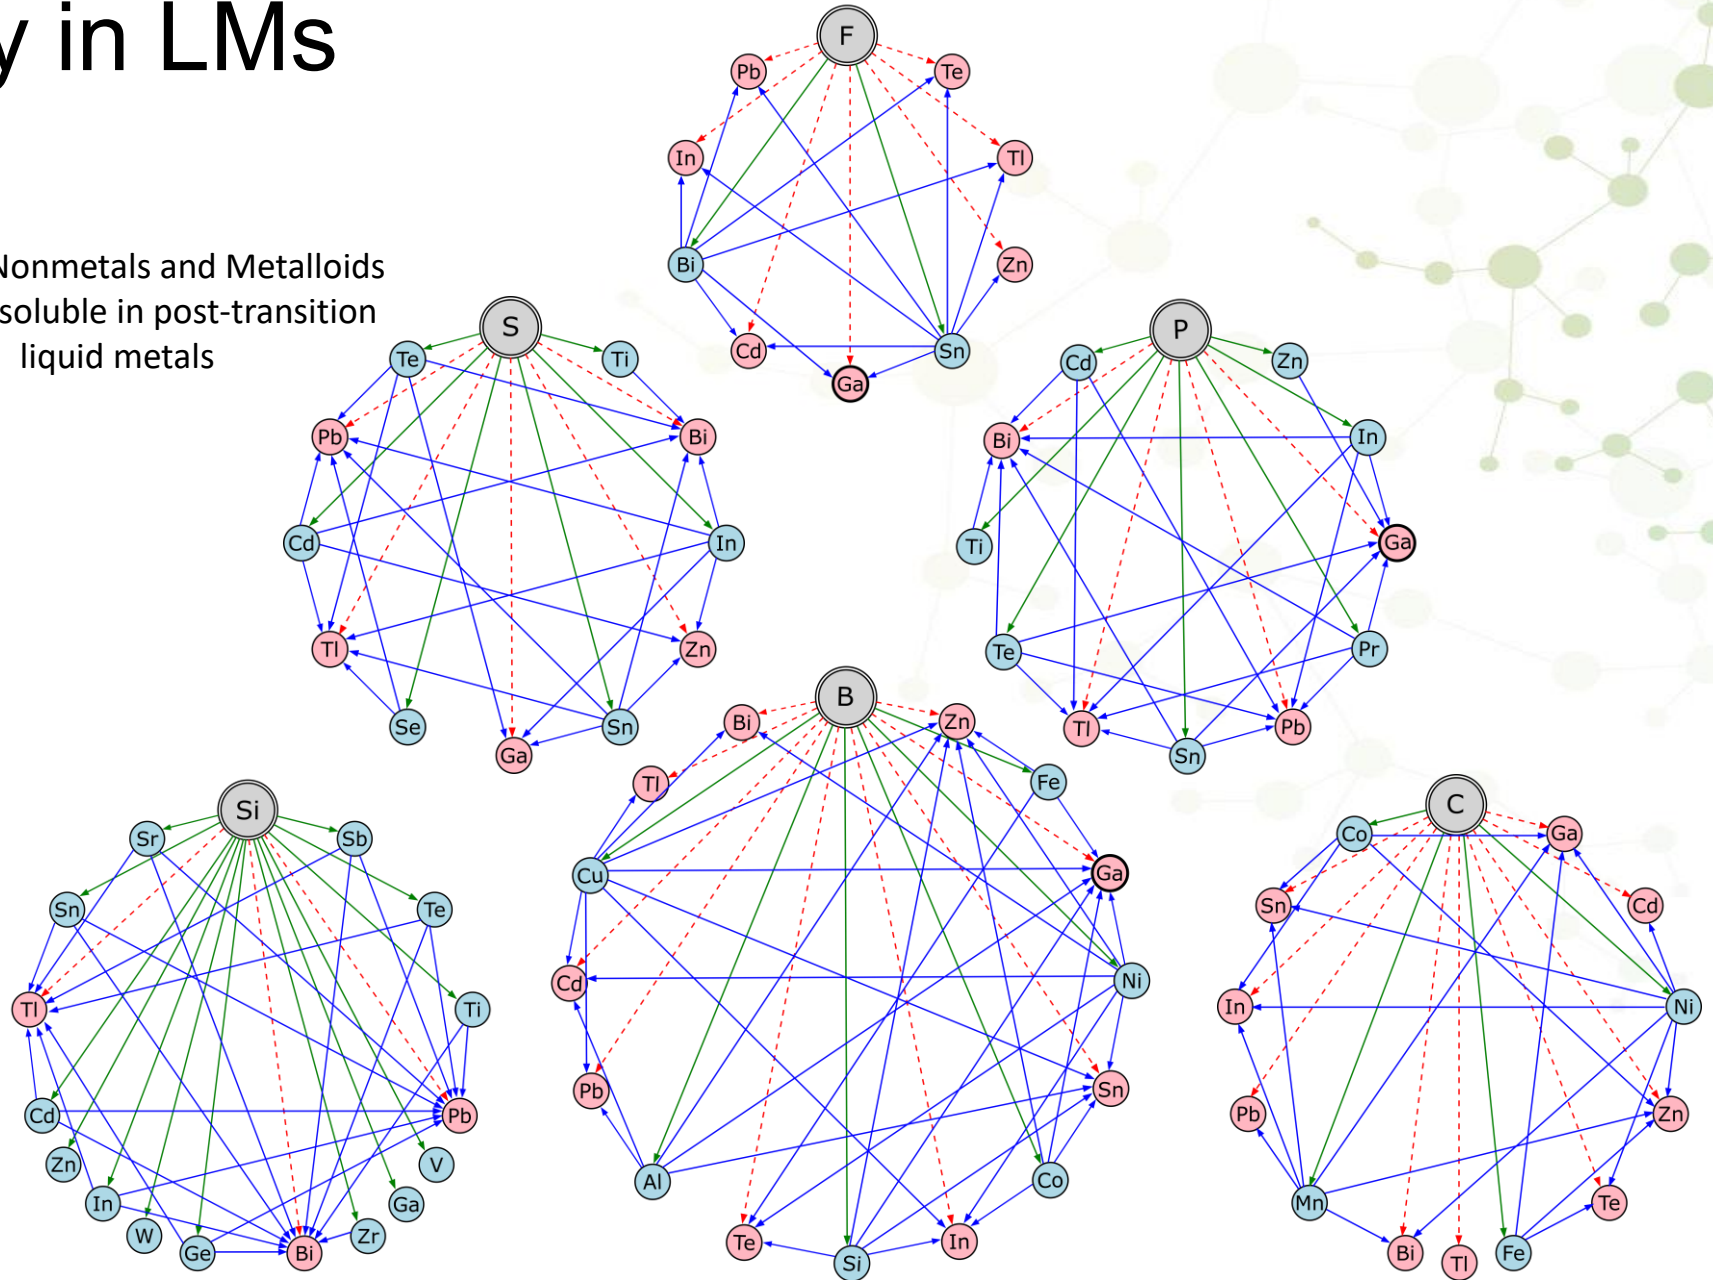 y in LMs
Nonmetals and Metalloids
soluble in post-transition
liquid metals
F
Pb
Te
In
Tl
Bi
Zn
Cd
Sn
Ga
S
Te
Ti
Pb
Bi
Cd
In
Tl
Zn
Se
Sn
Ga
P
Cd
Zn
Bi
In
Ti
Ga
Te
Pr
Tl
Pb
Sn
Si
Sr
Sb
Sn
Te
Tl
Ti
Cd
Pb
Zn
V
In
Ga
W
Zr
Ge
Bi
B
Bi
Zn
Tl
Fe
Cu
Ga
Cd
Ni
Pb
Sn
Al
Co
Te
In
Si
C
Co
Ga
Sn
Cd
In
Ni
Pb
Zn
Mn
Te
Bi
Tl
Fe